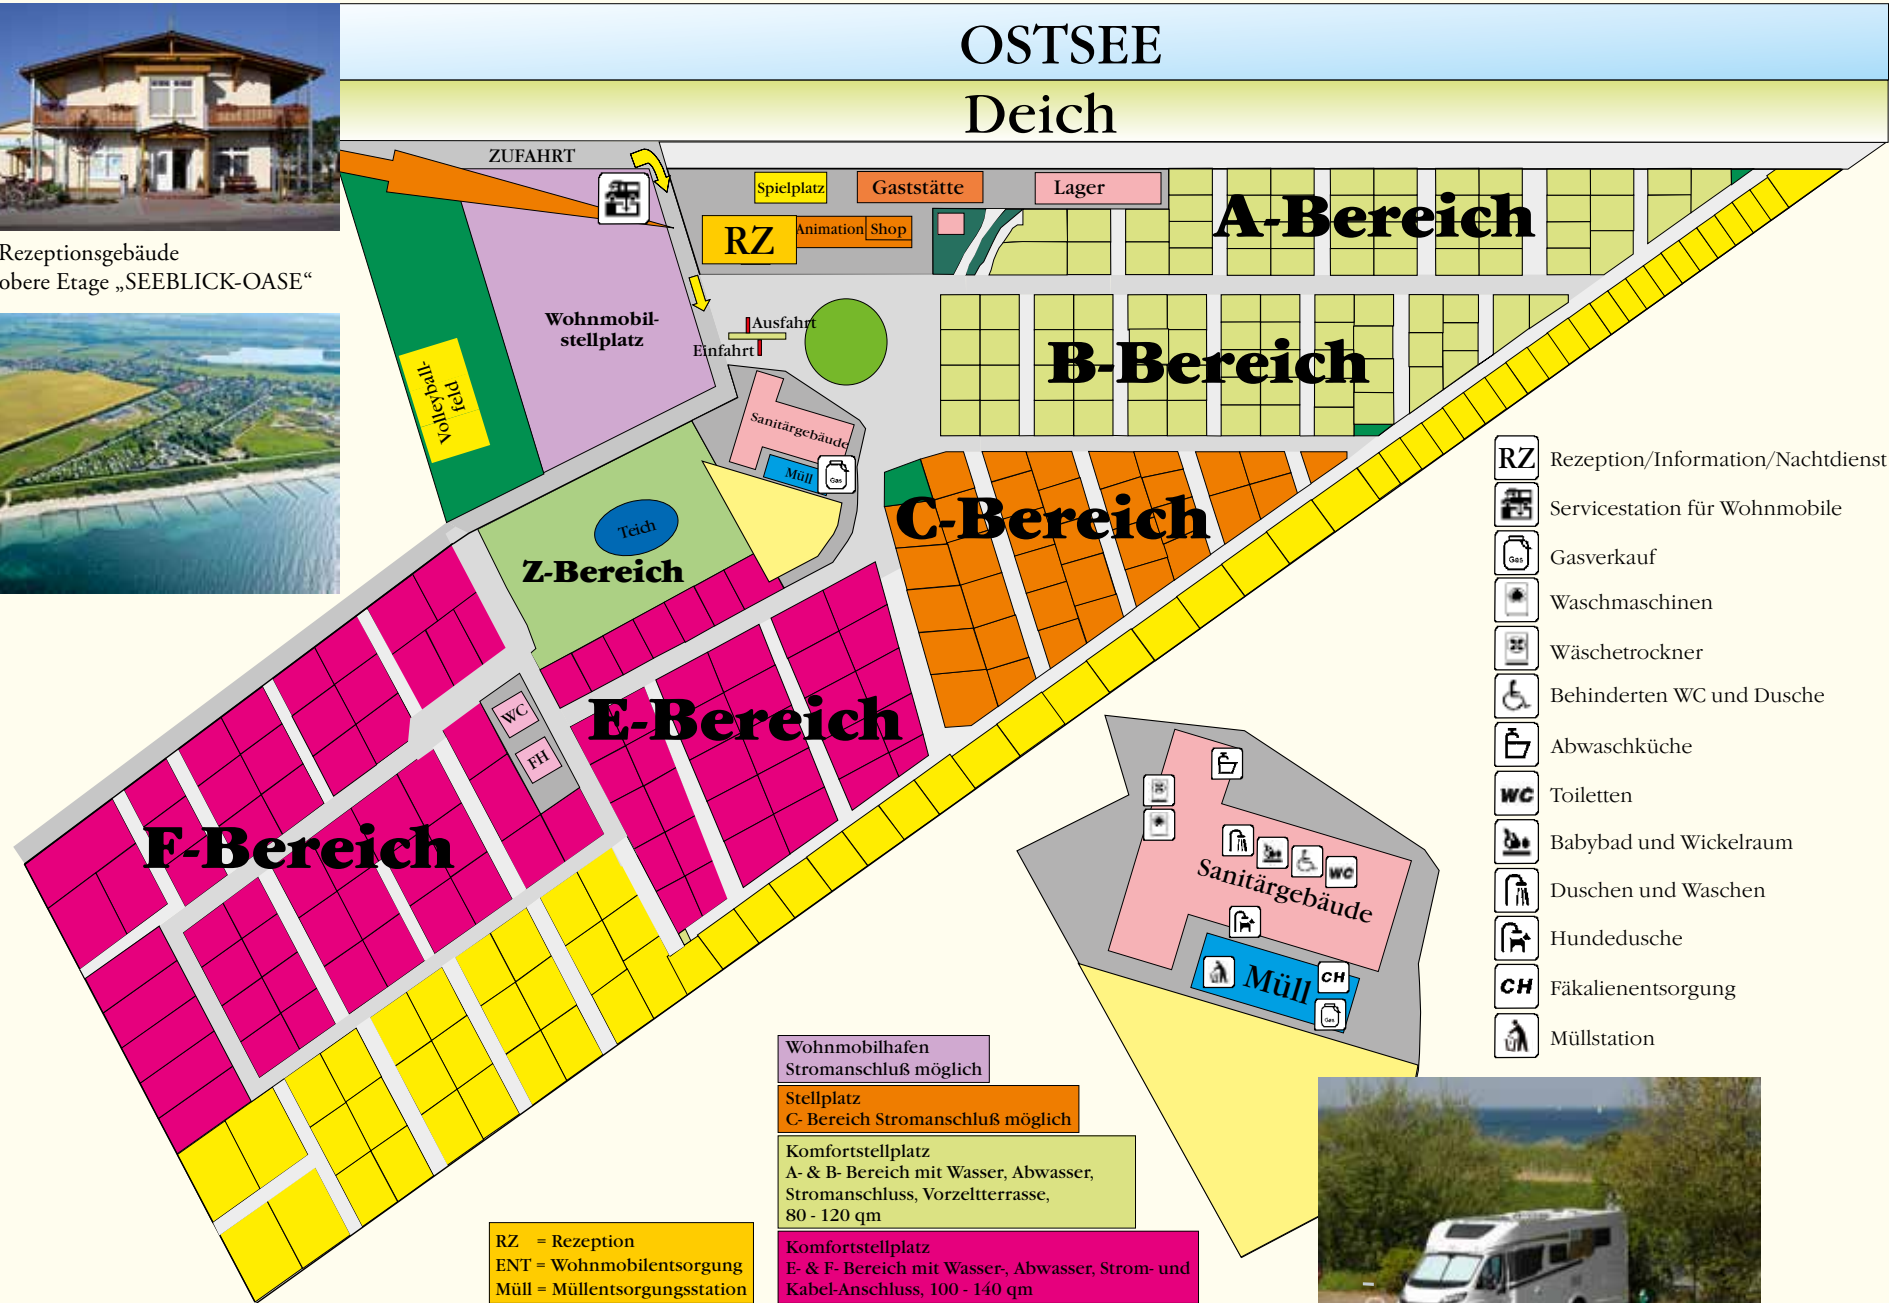 OSTSEE
Deich
ZUFAHRT
Spielplatz
Gaststätte
Lager
RZ
Animation
Shop
A-Bereich
Rezeptionsgebäude
obere Etage „SEEBLICK-OASE“
Wohnmobil-
stellplatz
Ausfahrt
Einfahrt
B-Bereich
Volleyball-
feld
Sanitärgebäude
Müll
Gas
C-Bereich
Teich
Z-Bereich
WC
FH
E-Bereich
F-Bereich
RZ Rezeption/Information/Nachtdienst
Servicestation für Wohnmobile
Gas Gasverkauf
Waschmaschinen
Wäschetrockner
Behinderten WC und Dusche
Abwaschküche
WC Toiletten
Babybad und Wickelraum
Duschen und Waschen
Hundedusche
CH Fäkalienentsorgung
Müllstation
WC
Sanitärgebäude
Müll
CH
Gas
Wohnmobilhafen
Stromanschluß möglich
Stellplatz
C- Bereich Stromanschluß möglich
Komfortstellplatz
A- & B- Bereich mit Wasser, Abwasser,
Stromanschluss, Vorzeltterrasse,
80 - 120 qm
Komfortstellplatz
E- & F- Bereich mit Wasser-, Abwasser, Strom- und
Kabel-Anschluss, 100 - 140 qm
RZ = Rezeption
ENT = Wohnmobilentsorgung
Müll = Müllentsorgungsstation